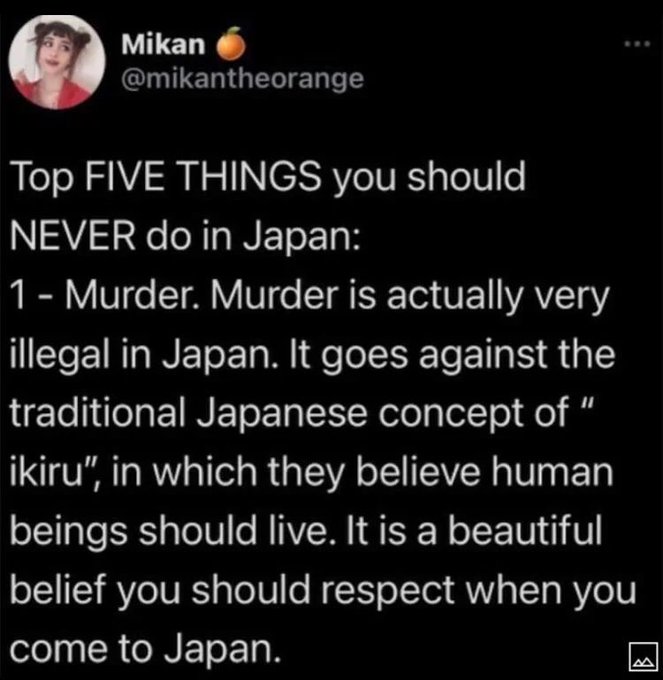 Mikan 🍊
@mikantheorange
Top FIVE THINGS you should
NEVER do in Japan:
1 - Murder. Murder is actually very
illegal in Japan. It goes against the
traditional Japanese concept of “
ikiru”, in which they believe human
beings should live. It is a beautiful
belief you should respect when you
come to Japan.